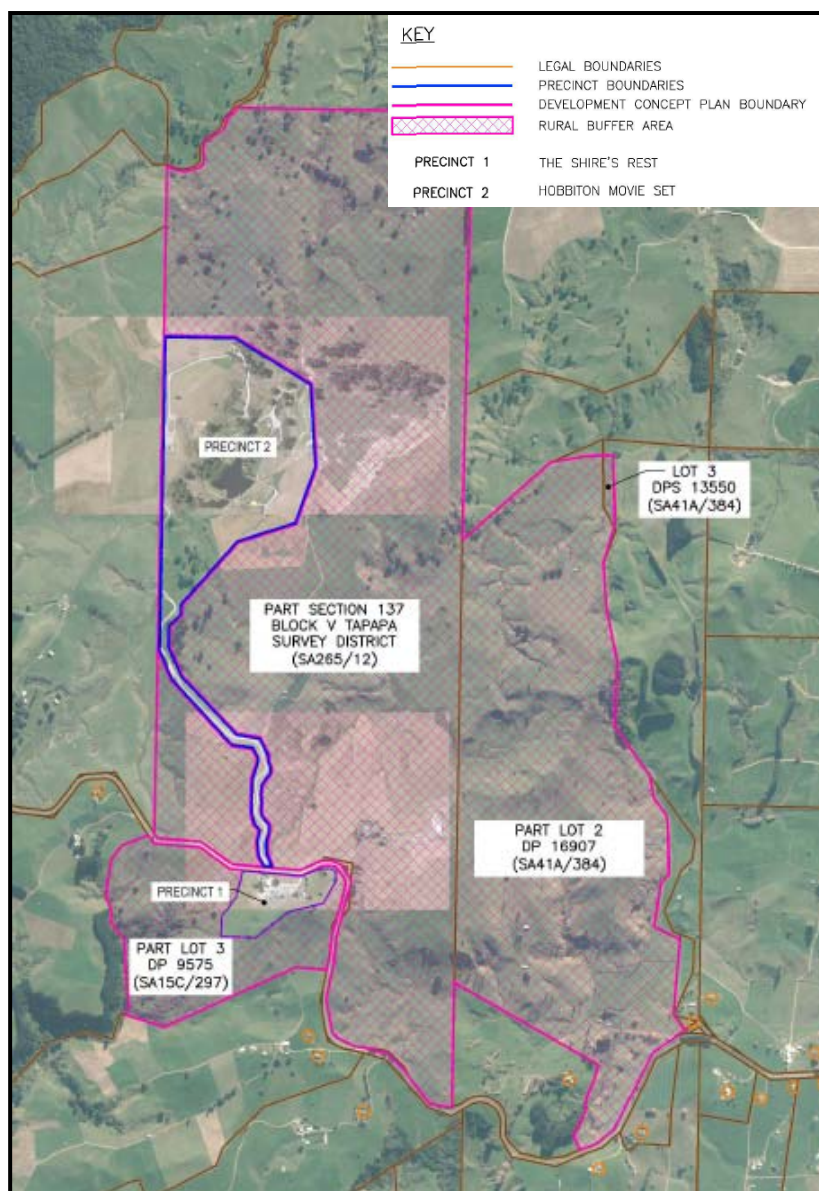 KEY
LEGAL BOUNDARIES
PRECINCT BOUNDARIES
DEVELOPMENT CONCEPT PLAN BOUNDARY
RURAL BUFFER AREA
PRECINCT 1 THE SHIRE'S REST
PRECINCT 2 HOBBITON MOVIE SET
PRECINCT 2
LOT 3
DPS 13550
(SA41A/384)
PART SECTION 137
BLOCK V TAPAPA
SURVEY DISTRICT
(SA265/12)
PART LOT 2
DP 16907
(SA41A/384)
PRECINCT 1
PART LOT 3
DP 9575
(SA15C/297)